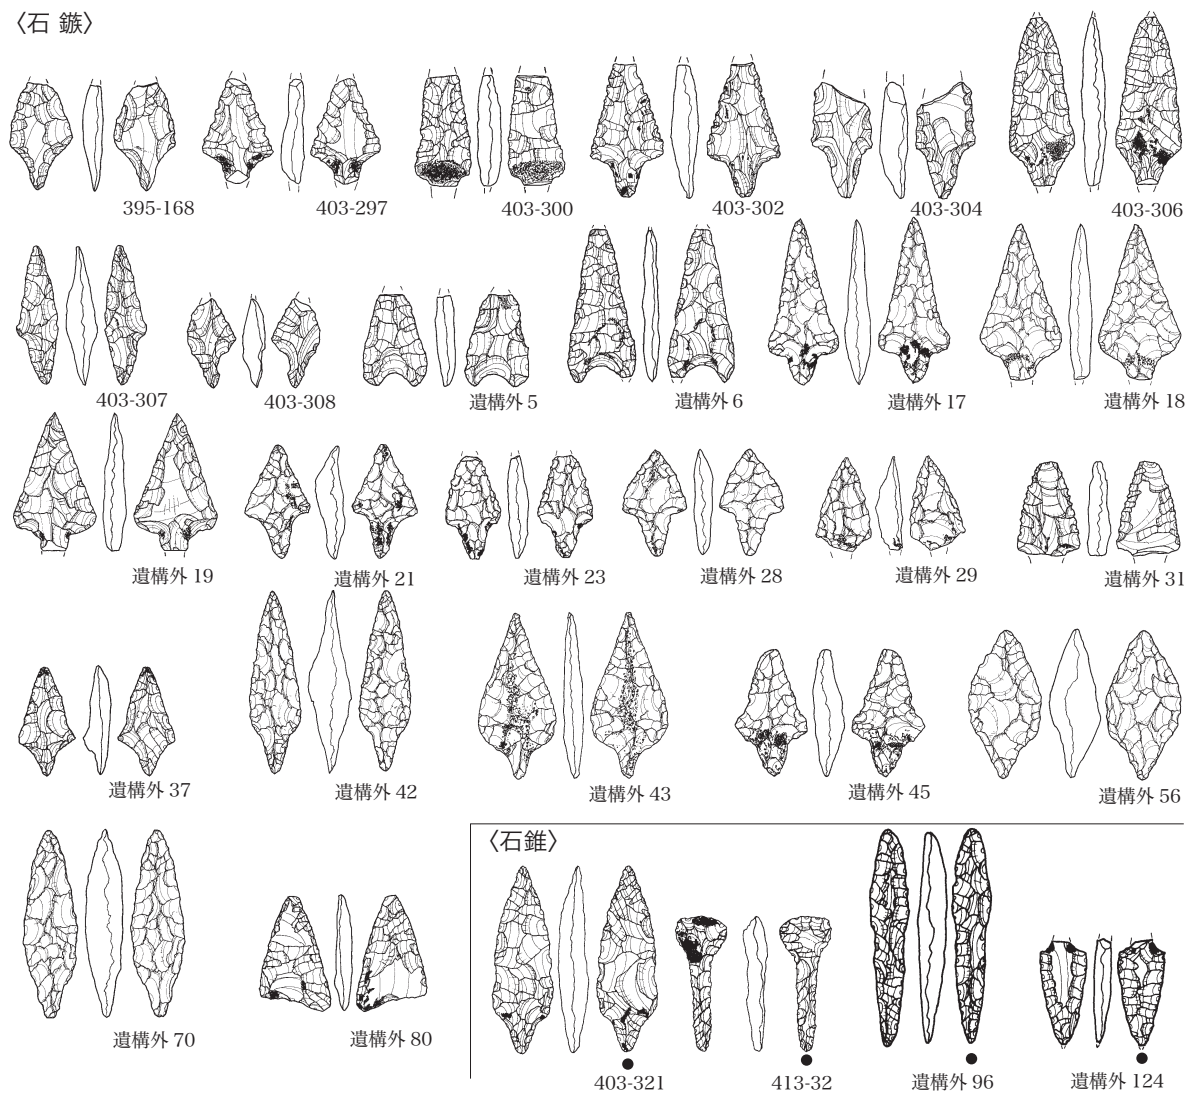 〈石 鏃〉
395-168
403-297
403-300
403-302
403-304
403-306
403-307
403-308
遺構外 5
遺構外 6
遺構外 17
遺構外 18
遺構外 19
遺構外 21
遺構外 23
遺構外 28
遺構外 29
遺構外 31
遺構外 37
遺構外 42
遺構外 43
遺構外 45
遺構外 56
遺構外 70
遺構外 80
〈石錐〉
403-321
413-32
遺構外 96
遺構外 124